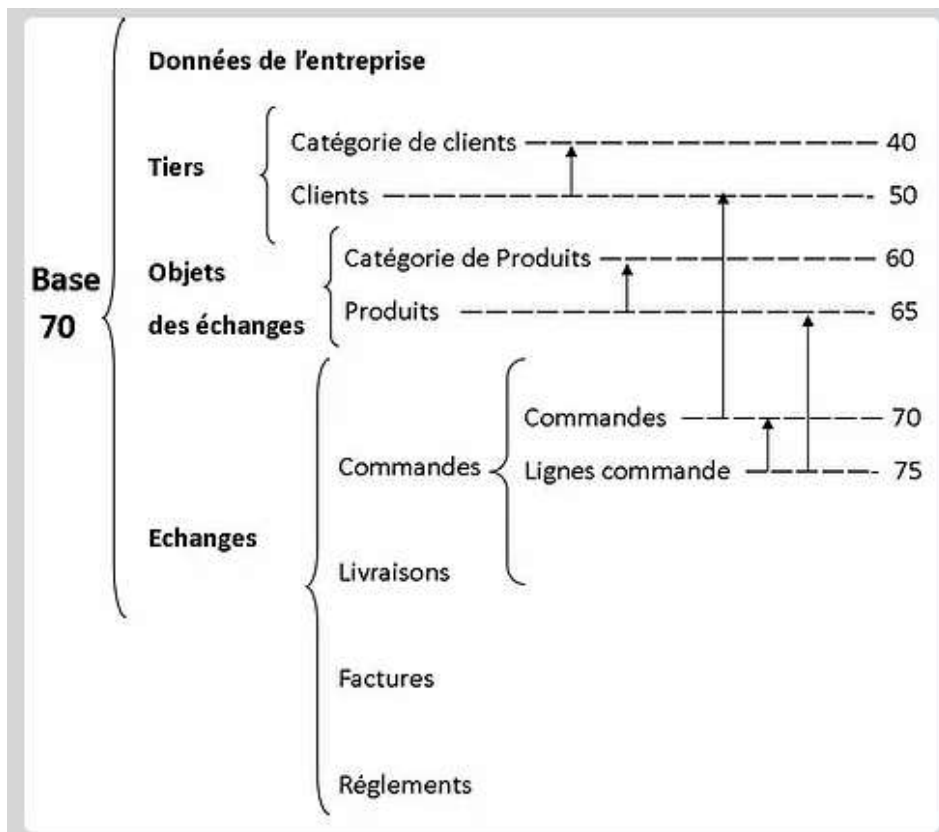 Données de l'entreprise
Catégorie de clients 40
Tiers
Clients 50
Catégorie de Produits 60
Objets
Base
Produits 65
70
des échanges
Commandes 70
Commandes
Lignes commande 75
Echanges
Livraisons
Factures
Réglements